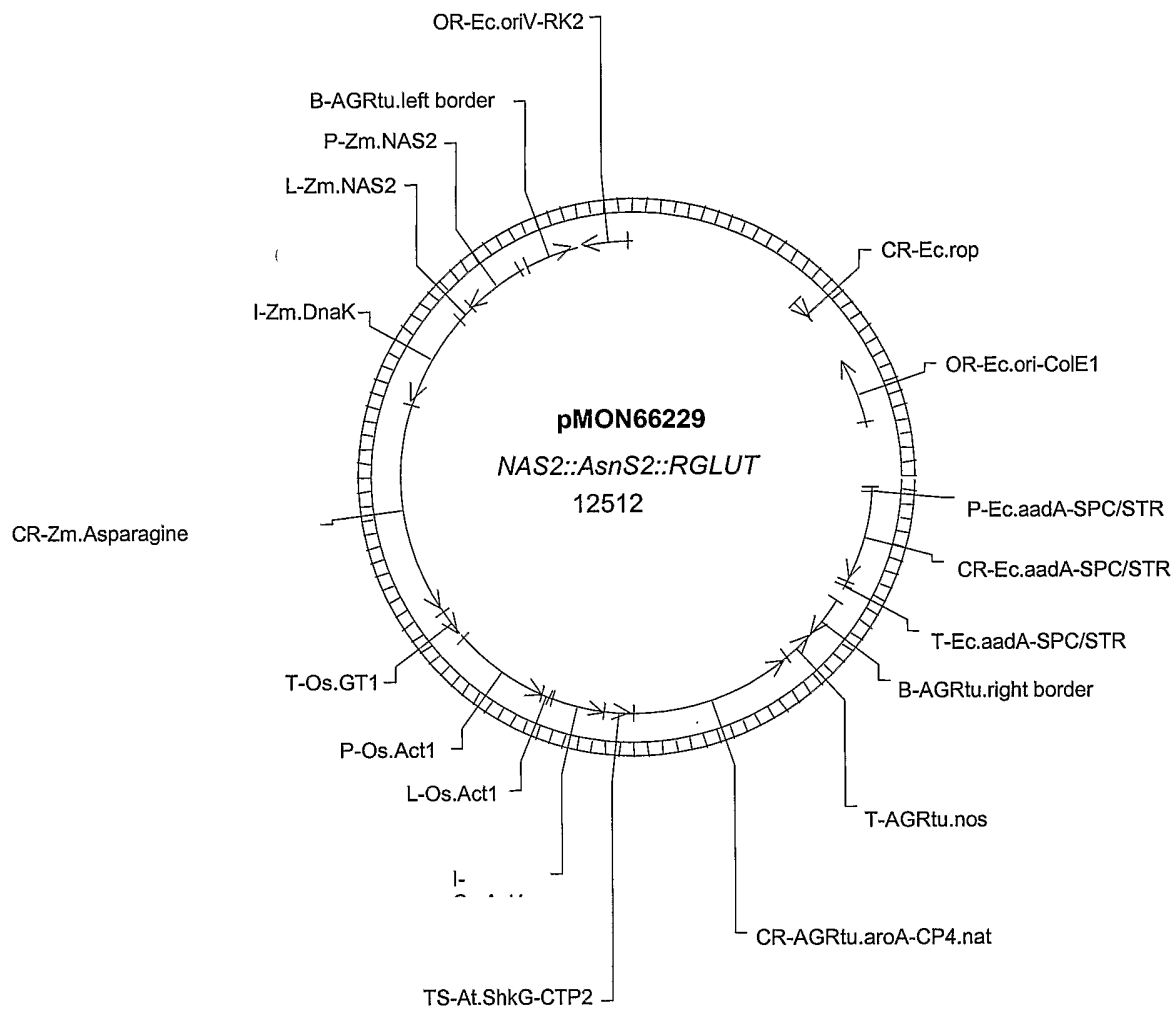 OR-Ec.oriV-RK2
B-AGRtu.left border
P-Zm.NAS2
L-Zm.NAS2
I-Zm.DnaK
CR-Ec.rop
OR-Ec.ori-ColE1
pMON66229
NAS2::AsnS2::RGLUT
12512
P-Ec.aadA-SPC/STR
CR-Zm.Asparagine
CR-Ec.aadA-SPC/STR
T-Ec.aadA-SPC/STR
T-Os.GT1
B-AGRtu.right border
P-Os.Act1
L-Os.Act1
T-AGRtu.nos
I-
CR-AGRtu.aroA-CP4.nat
TS-At.ShkG-CTP2